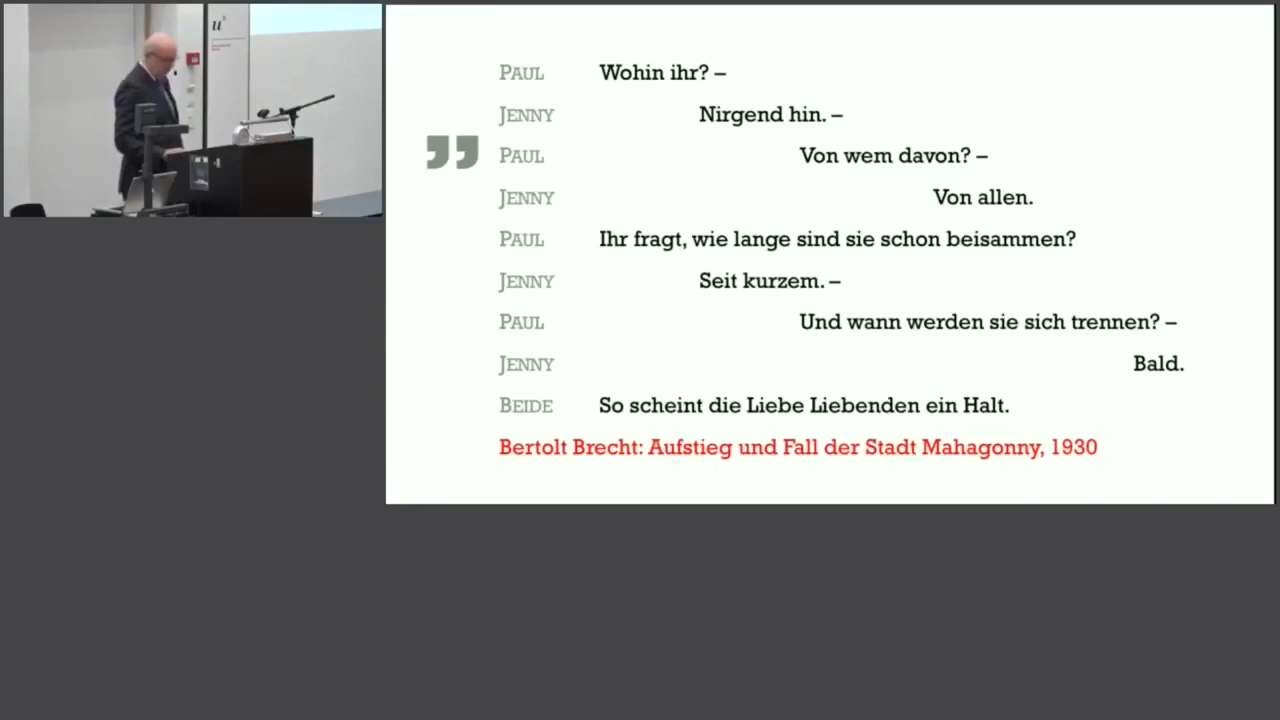 u
PAUL Wohin ihr? –
JENNY Nirgend hin. –
PAUL Von wem davon? –
JENNY Von allen.
PAUL Ihr fragt, wie lange sind sie schon beisammen?
JENNY Seit kurzem. –
PAUL Und wann werden sie sich trennen? –
JENNY Bald.
BEIDE So scheint die Liebe Liebenden ein Halt.
Bertolt Brecht: Aufstieg und Fall der Stadt Mahagonny, 1930